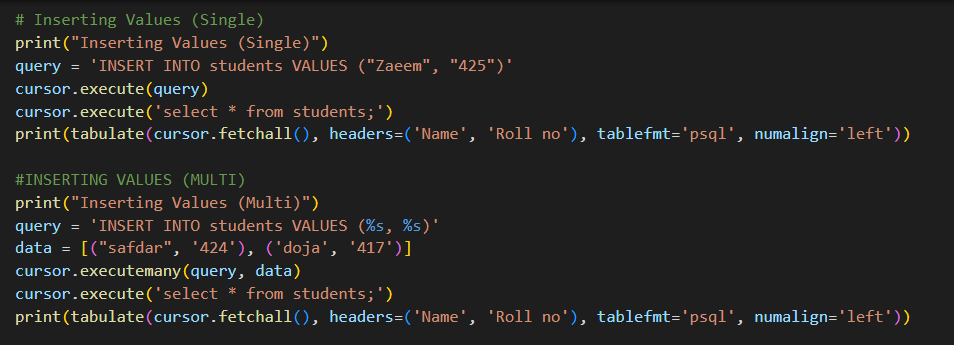 # Inserting Values (Single)
print("Inserting Values (Single)")
query = 'INSERT INTO students VALUES ("Zaeem", "425")'
cursor.execute(query)
cursor.execute('select * from students;')
print(tabulate(cursor.fetchall(), headers=('Name', 'Roll no'), tablefmt='psql', numalign='left'))
#INSERTING VALUES (MULTI)
print("Inserting Values (Multi)")
query = 'INSERT INTO students VALUES (%s, %s)'
data = [("safdar", '424'), ('doja', '417')]
cursor.executemany(query, data)
cursor.execute('select * from students;')
print(tabulate(cursor.fetchall(), headers=('Name', 'Roll no'), tablefmt='psql', numalign='left'))